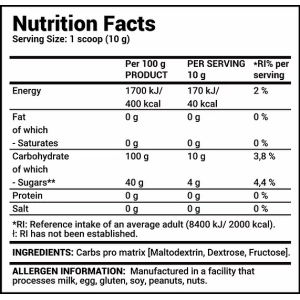 Nutrition Facts
Serving Size: 1 scoop (10 g)
Per 100 g PER SERVING *RI% per
PRODUCT 10 g serving
Energy 1700 kJ/ 170 kJ/ 2 %
400 kcal 40 kcal
Fat 0 g 0 g 0 %
of which
- Saturates 0 g 0 g 0 %
Carbohydrate 100 g 10 g 3,8 %
of which
- Sugars** 40 g 4 g 4,4 %
Protein 0 g 0 g 0 %
Salt 0 g 0 g 0 %
*RI: Reference intake of an average adult (8400 kJ/ 2000 kcal).
ƚ: RI has not been established.
INGREDIENTS: Carbs pro matrix [Maltodextrin, Dextrose, Fructose].
ALLERGEN INFORMATION: Manufactured in a facility that
processes milk, egg, gluten, soy, peanuts, nuts.